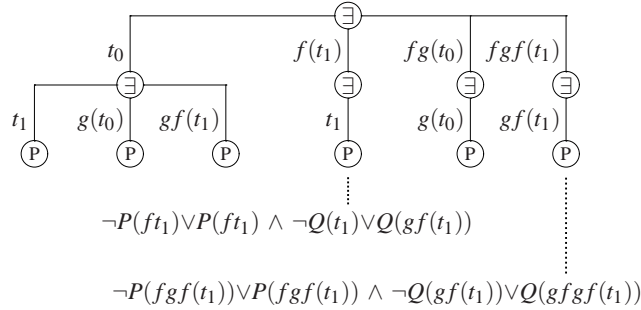 ∃
t₀ f(t₁) fg(t₀) fgf(t₁)
∃ ∃ ∃ ∃
t₁ g(t₀) gf(t₁) t₁ g(t₀) gf(t₁)
P P P P P P
¬P(ft₁)∨P(ft₁) ∧ ¬Q(t₁)∨Q(gf(t₁))
¬P(fgf(t₁))∨P(fgf(t₁)) ∧ ¬Q(gf(t₁))∨Q(gfgf(t₁))